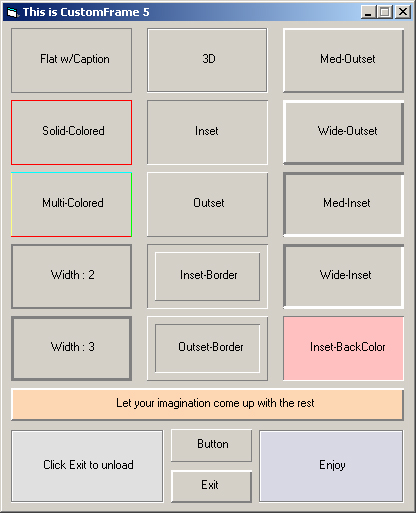 This is CustomFrame 5
Flat w/Caption
3D
Med-Outset
Solid-Colored
Inset
Wide-Outset
Multi-Colored
Outset
Med-Inset
Width : 2
Inset-Border
Wide-Inset
Width : 3
Outset-Border
Inset-BackColor
Let your imagination come up with the rest
Click Exit to unload
Button
Exit
Enjoy